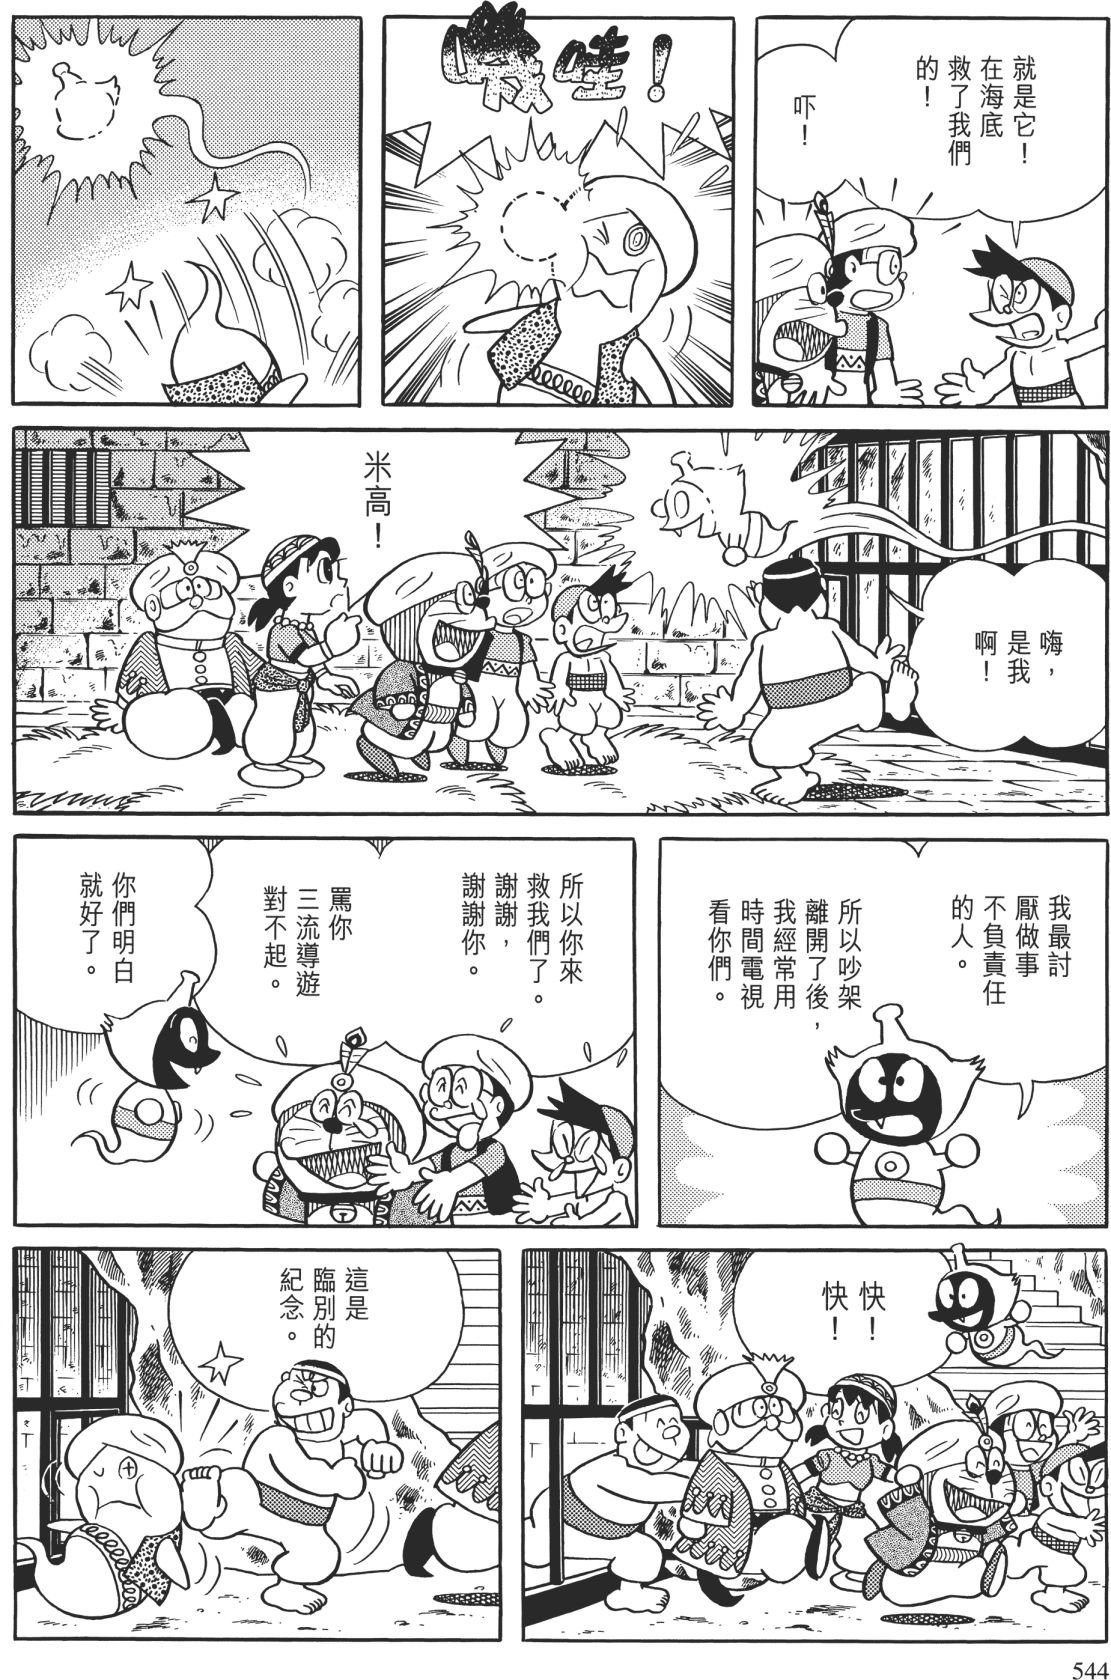 就是它！
在海底
救了我們
的！
吓！
嗨，
是我
啊！
米高！
我最討
厭做事
不負責任
的人。
所以吵架
離開了後，
我經常用
時間電視
看你們。
所以你來
救我們了。
謝謝，
謝謝你。
罵你
三流導遊
對不起。
你們明白
就好了。
快！
快！
這是
臨別的
紀念。
544